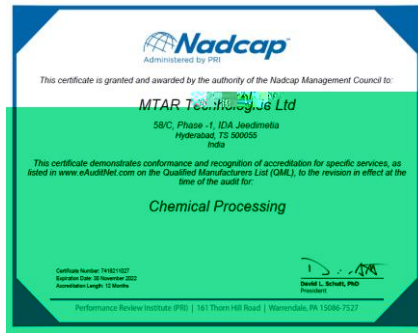 Nadcap
Administered by PRI
This certificate is granted and awarded by the authority of the Nadcap Management Council to:
MTAR Technologies Ltd
58/C, Phase -1, IDA Jeedimetla
Hyderabad, TS 500055
India
This certificate demonstrates conformance and recognition of accreditation for specific services, as
listed in www.eAuditNet.com on the Qualified Manufacturers List (QML), to the revision in effect at the
time of the audit for:
Chemical Processing
Certificate Number: 7416211027
Expiration Date: 30 November 2022
Accreditation Length: 12 Months
David L. Schutt, PhD
President
Performance Review Institute (PRI) | 161 Thorn Hill Road | Warrendale, PA 15086-7527